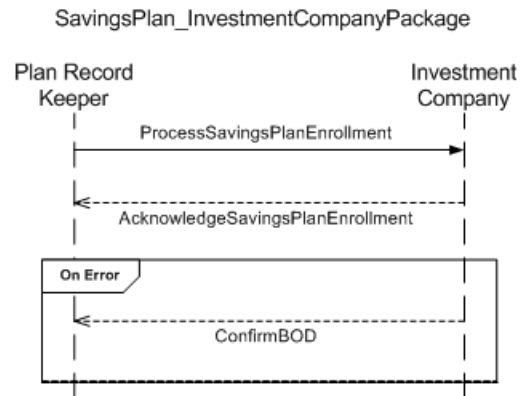 SavingsPlan_InvestmentCompanyPackage
Plan Record
Keeper
Investment
Company
ProcessSavingsPlanEnrollment
AcknowledgeSavingsPlanEnrollment
On Error
ConfirmBOD